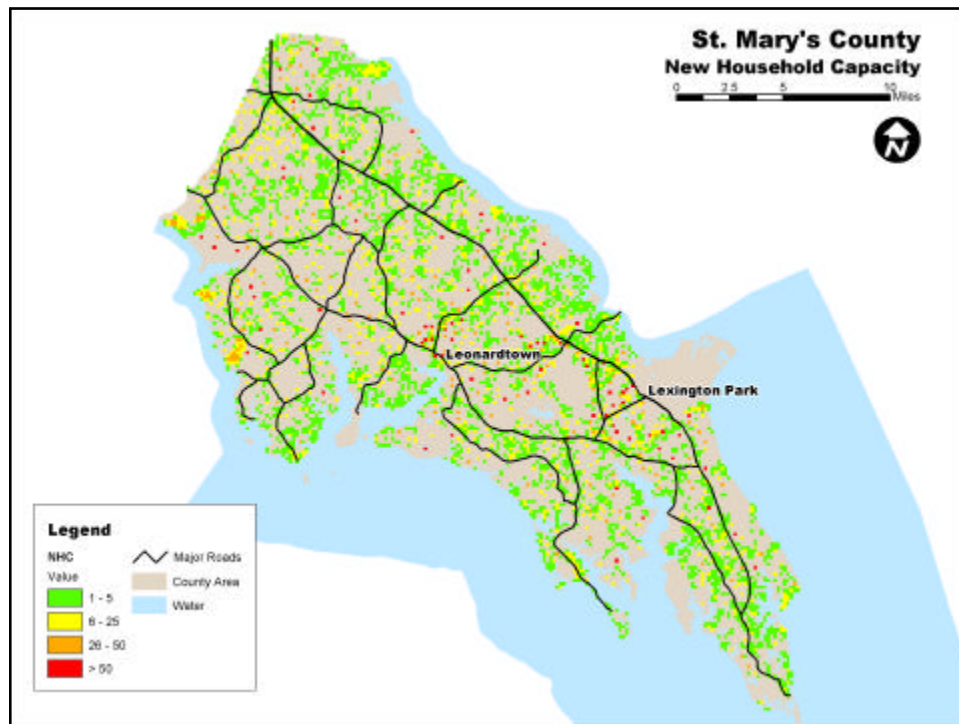 St. Mary's County
New Household Capacity
0 2.5 5 10
Miles
N
Leonardtown
Lexington Park
Legend
NHC
Value
1 - 5
6 - 25
26 - 50
> 50
Major Roads
County Area
Water